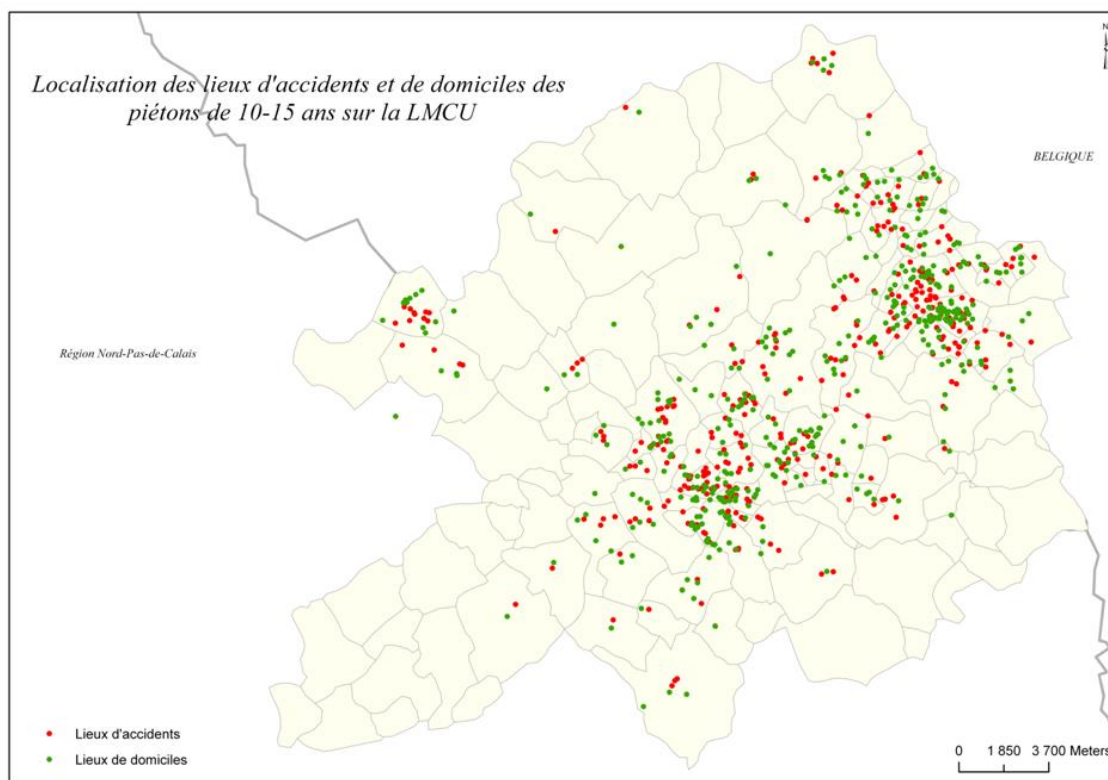 Localisation des lieux d'accidents et de domiciles des
piétons de 10-15 ans sur la LMCU
N
BELGIQUE
Région Nord-Pas-de-Calais
Lieux d'accidents
Lieux de domiciles
0 1 850 3 700 Meters